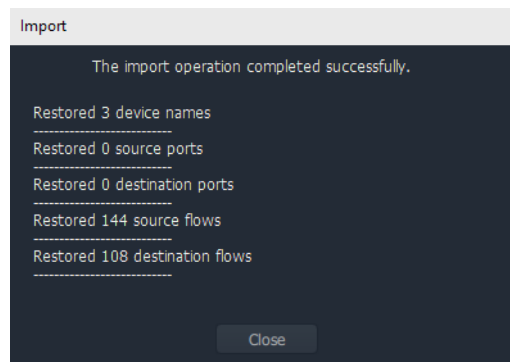 Import
The import operation completed successfully.
Restored 3 device names
---------------------------
Restored 0 source ports
---------------------------
Restored 0 destination ports
---------------------------
Restored 144 source flows
---------------------------
Restored 108 destination flows
---------------------------
Close